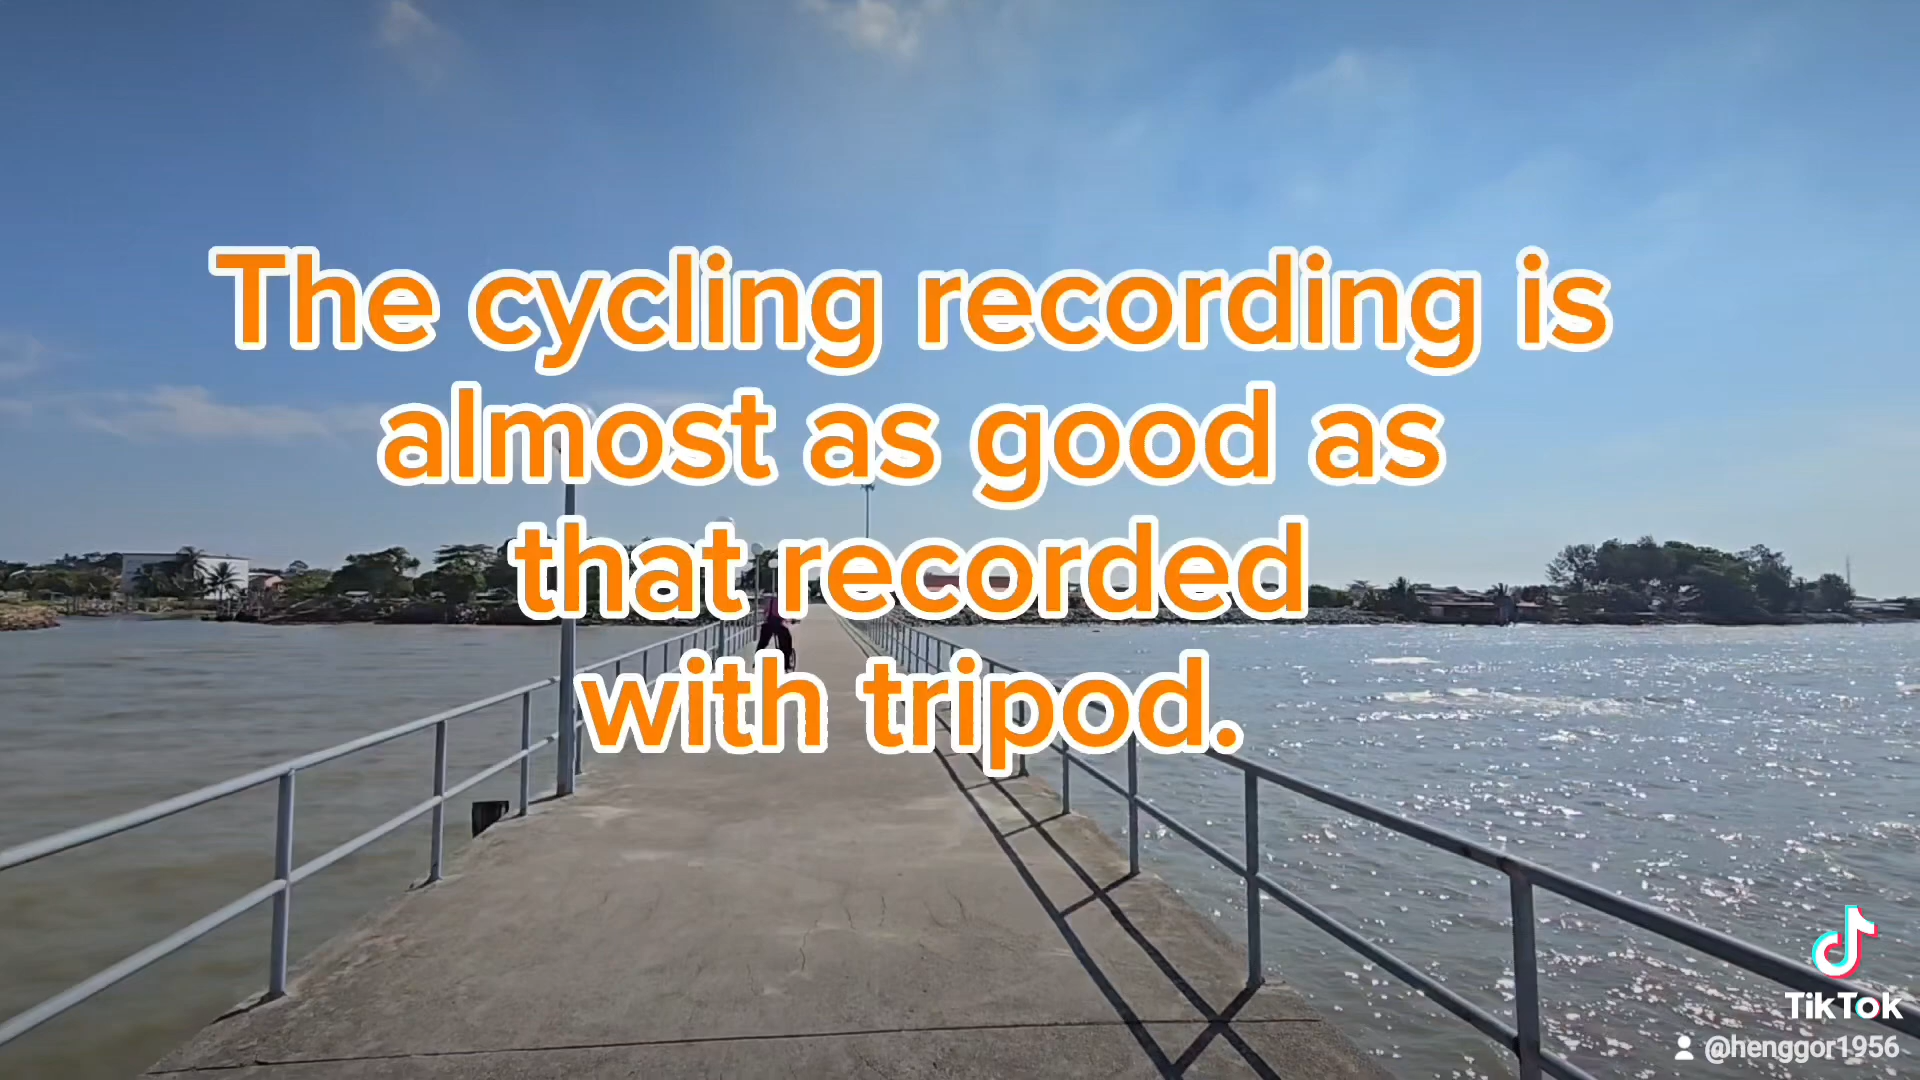 The cycling recording is
almost as good as
that recorded
with tripod.
TikTok
@henggor1956